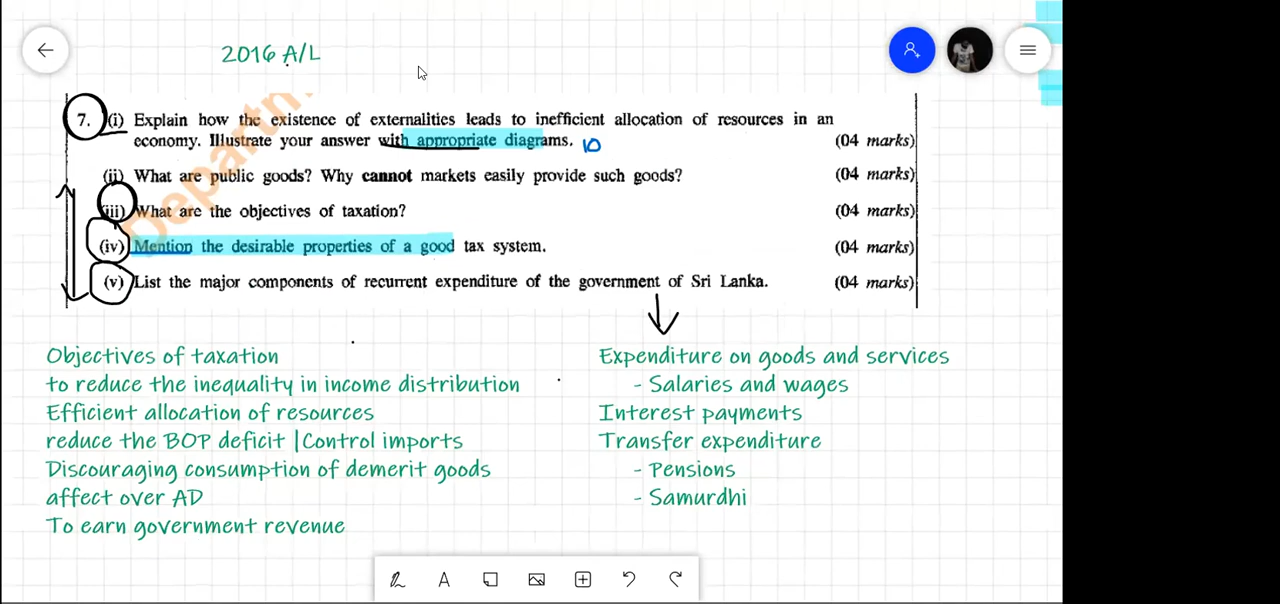 2016 A/L
7. (i) Explain how the existence of externalities leads to inefficient allocation of resources in an
economy. Illustrate your answer with appropriate diagrams. 10 (04 marks)
(ii) What are public goods? Why cannot markets easily provide such goods? (04 marks)
(iii) What are the objectives of taxation? (04 marks)
(iv) Mention the desirable properties of a good tax system. (04 marks)
(v) List the major components of recurrent expenditure of the government of Sri Lanka. (04 marks)
Departm
Objectives of taxation
to reduce the inequality in income distribution
Efficient allocation of resources
reduce the BOP deficit |Control imports
Discouraging consumption of demerit goods
affect over AD
To earn government revenue
Expenditure on goods and services
- Salaries and wages
Interest payments
Transfer expenditure
- Pensions
- Samurdhi
A